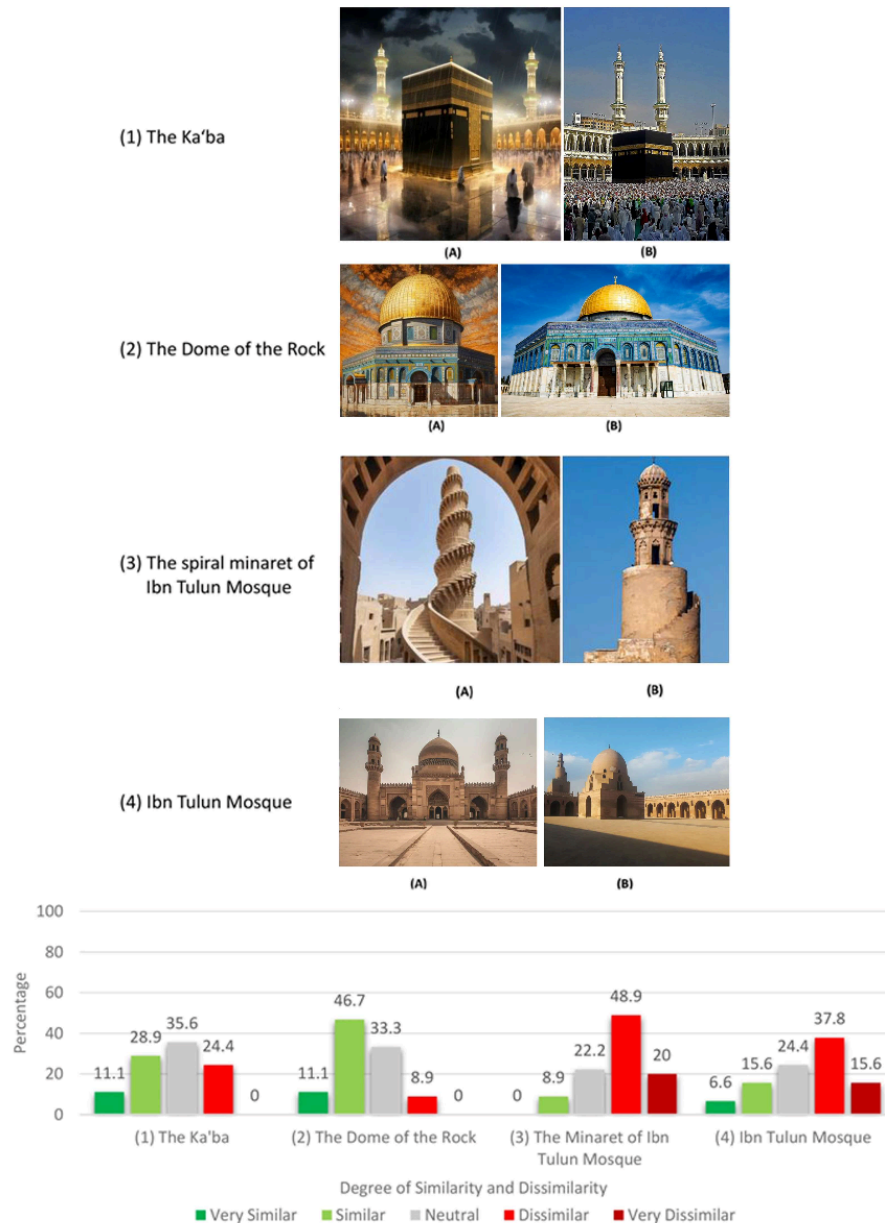 (1) The Ka‘ba
(A)
(B)
(2) The Dome of the Rock
(A)
(B)
(3) The spiral minaret of
Ibn Tulun Mosque
(A)
(B)
(4) Ibn Tulun Mosque
(A)
(B)
100
80
60
40
20
0
Percentage
11.1
28.9
35.6
24.4
0
11.1
46.7
33.3
8.9
0
0
8.9
22.2
48.9
20
6.6
15.6
24.4
37.8
15.6
(1) The Ka'ba
(2) The Dome of the Rock
(3) The Minaret of Ibn
Tulun Mosque
(4) Ibn Tulun Mosque
Degree of Similarity and Dissimilarity
Very Similar
Similar
Neutral
Dissimilar
Very Dissimilar